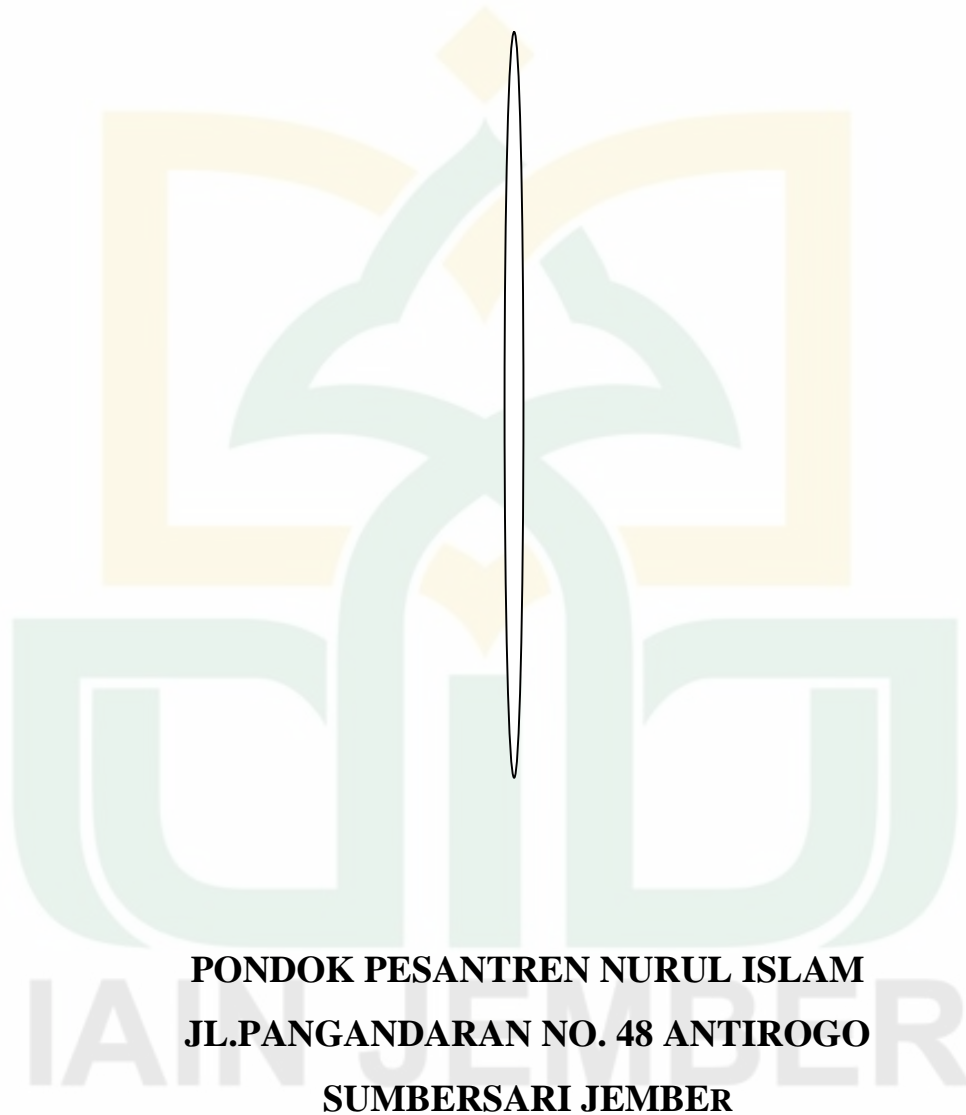 PONDOK PESANTREN NURUL ISLAM
JL.PANGANDARAN NO. 48 ANTIROGO
IAIN JEMBER
SUMBERSARI JEMBER